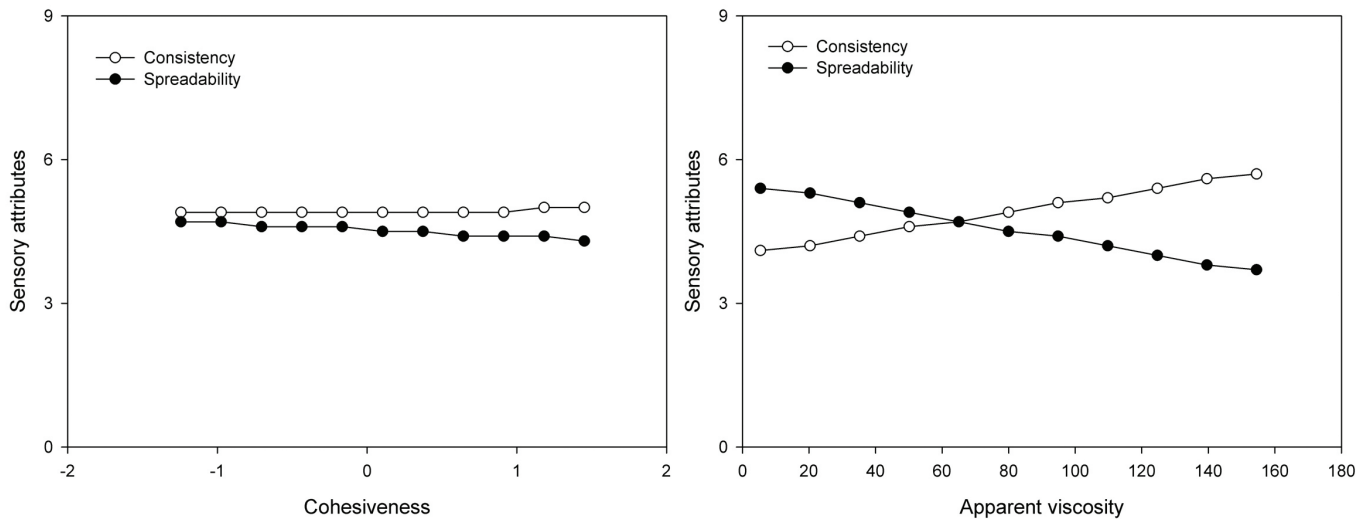 9
6
3
0
Sensory attributes
Consistency
Spreadability
-2 -1 0 1 2
Cohesiveness
9
6
3
0
Sensory attributes
Consistency
Spreadability
0 20 40 60 80 100 120 140 160 180
Apparent viscosity